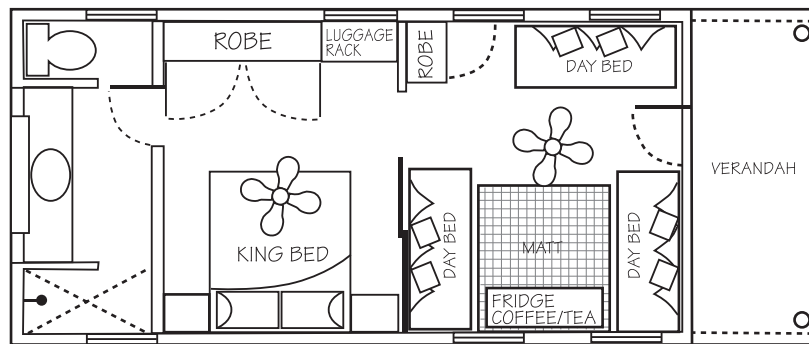 ROBE
LUGGAGE
RACK
ROBE
DAY BED
VERANDAH
KING BED
DAY BED
MATT
DAY BED
FRIDGE
COFFEE/TEA